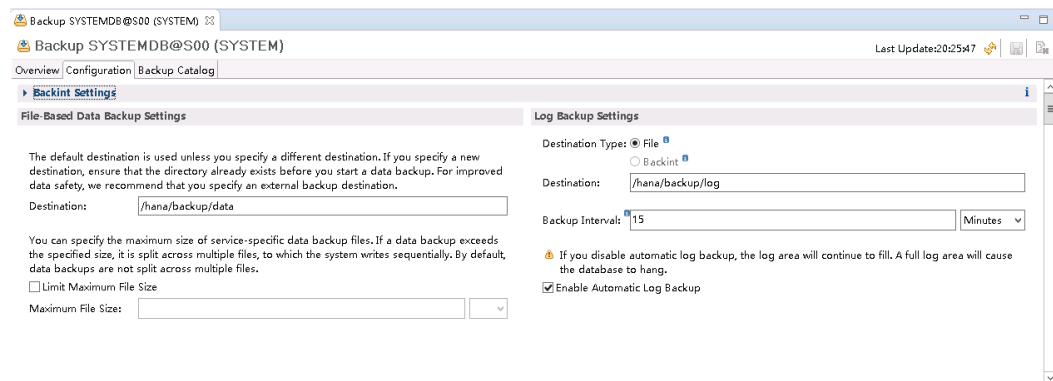 Backup SYSTEMDB@S00 (SYSTEM)
Backup SYSTEMDB@S00 (SYSTEM)
Last Update:20:25:47
Overview Configuration Backup Catalog
Backint Settings
File-Based Data Backup Settings
The default destination is used unless you specify a different destination. If you specify a new
destination, ensure that the directory already exists before you start a data backup. For improved
data safety, we recommend that you specify an external backup destination.
Destination: /hana/backup/data
You can specify the maximum size of service-specific data backup files. If a data backup exceeds
the specified size, it is split across multiple files, to which the system writes sequentially. By default,
data backups are not split across multiple files.
Limit Maximum File Size
Maximum File Size:
Log Backup Settings
Destination Type: File
Backint
Destination: /hana/backup/log
Backup Interval: 15 Minutes
If you disable automatic log backup, the log area will continue to fill. A full log area will cause
the database to hang.
Enable Automatic Log Backup